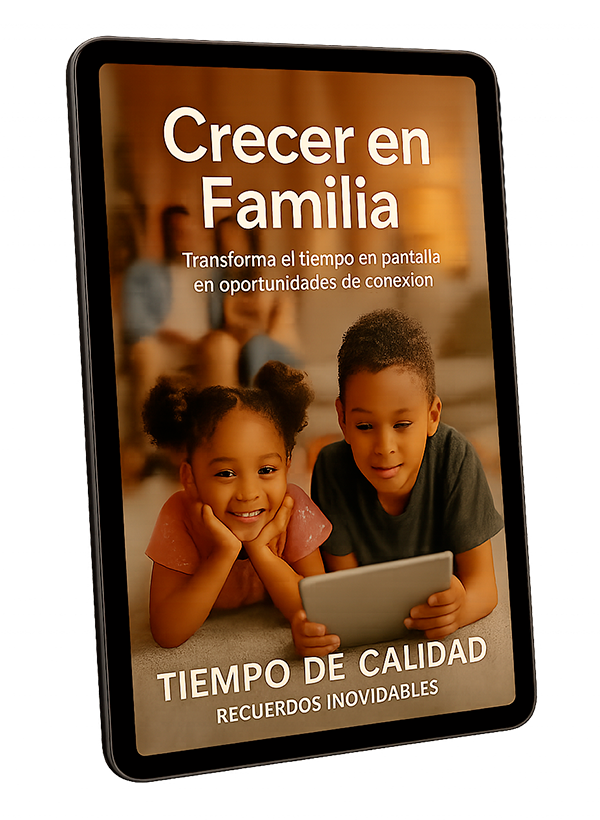 Crecer en
Familia
Transforma el tiempo en pantalla
en oportunidades de conexion
TIEMPO DE CALIDAD
RECUERDOS INOVIDABLES